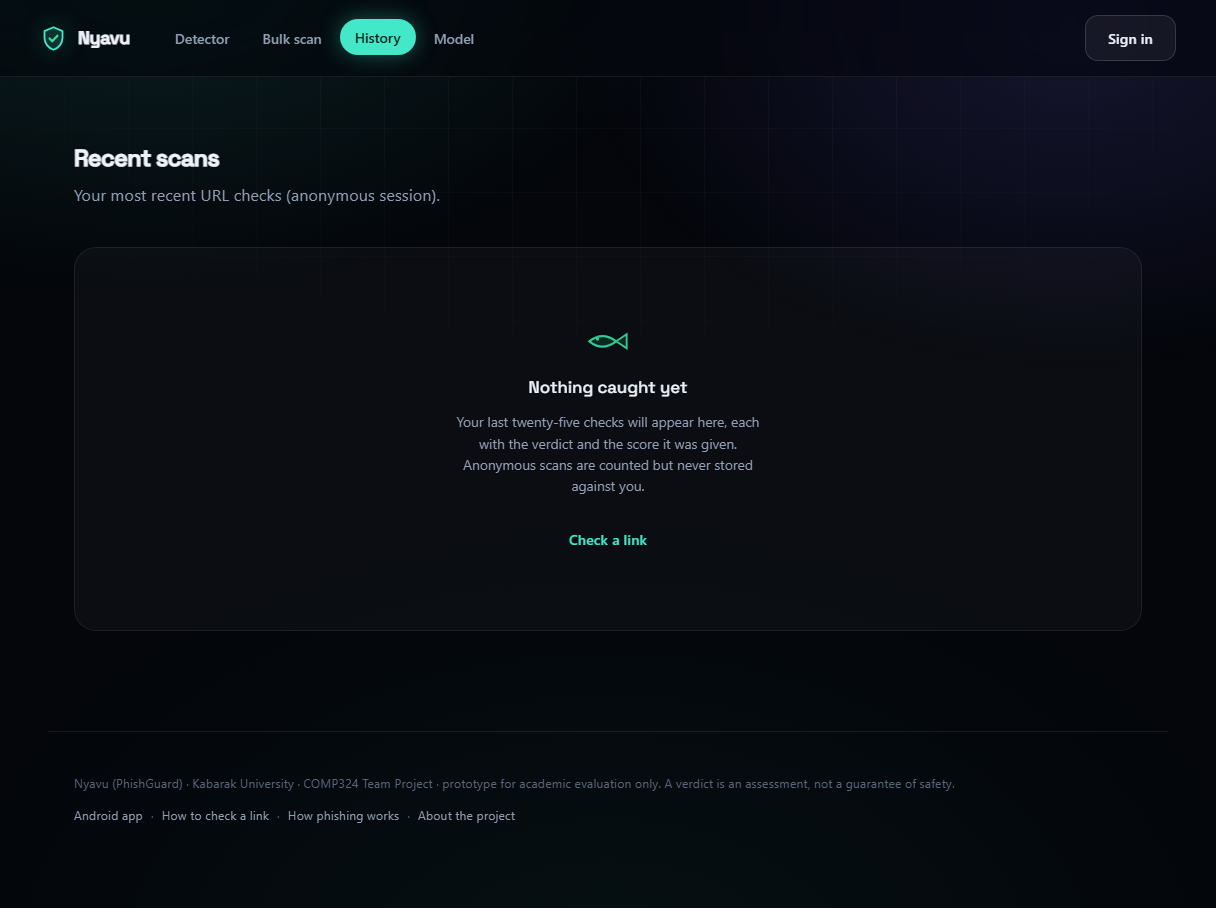 Nyavu
Detector
Bulk scan
History
Model
Sign in
Recent scans
Your most recent URL checks (anonymous session).
Nothing caught yet
Your last twenty-five checks will appear here, each
with the verdict and the score it was given.
Anonymous scans are counted but never stored
against you.
Check a link
Nyavu (PhishGuard) · Kabarak University · COMP324 Team Project · prototype for academic evaluation only. A verdict is an assessment, not a guarantee of safety.
Android app · How to check a link · How phishing works · About the project